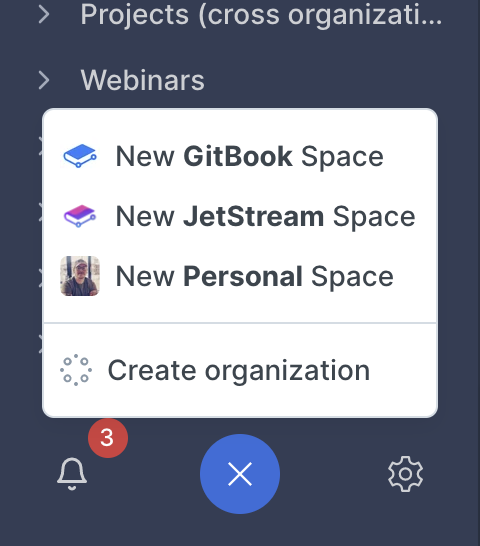 Projects (cross organizati...
Webinars
New GitBook Space
New JetStream Space
New Personal Space
Create organization
3